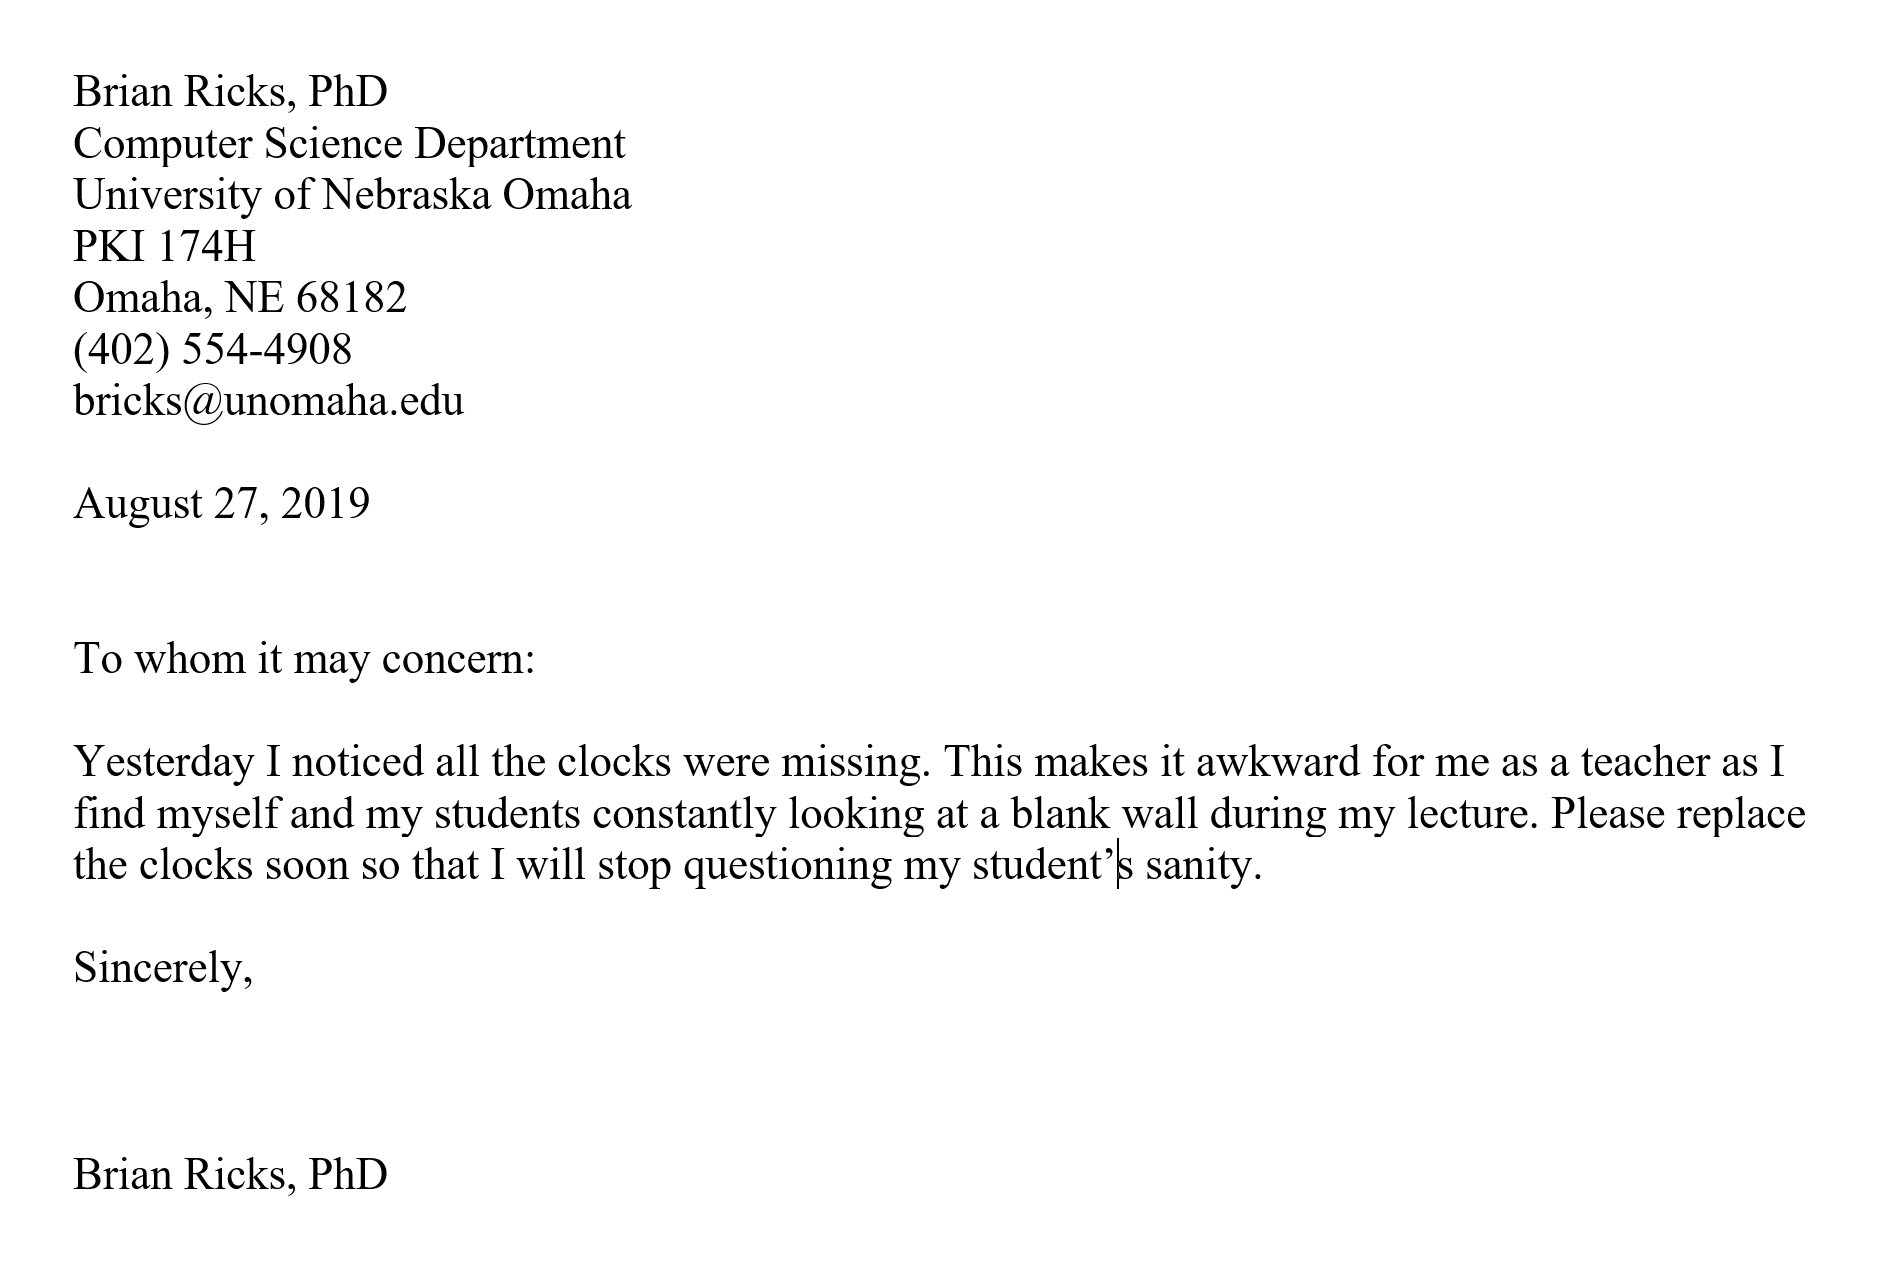 Brian Ricks, PhD
Computer Science Department
University of Nebraska Omaha
PKI 174H
Omaha, NE 68182
(402) 554-4908
bricks@unomaha.edu
August 27, 2019
To whom it may concern:
Yesterday I noticed all the clocks were missing. This makes it awkward for me as a teacher as I
find myself and my students constantly looking at a blank wall during my lecture. Please replace
the clocks soon so that I will stop questioning my student’s sanity.
Sincerely,
Brian Ricks, PhD